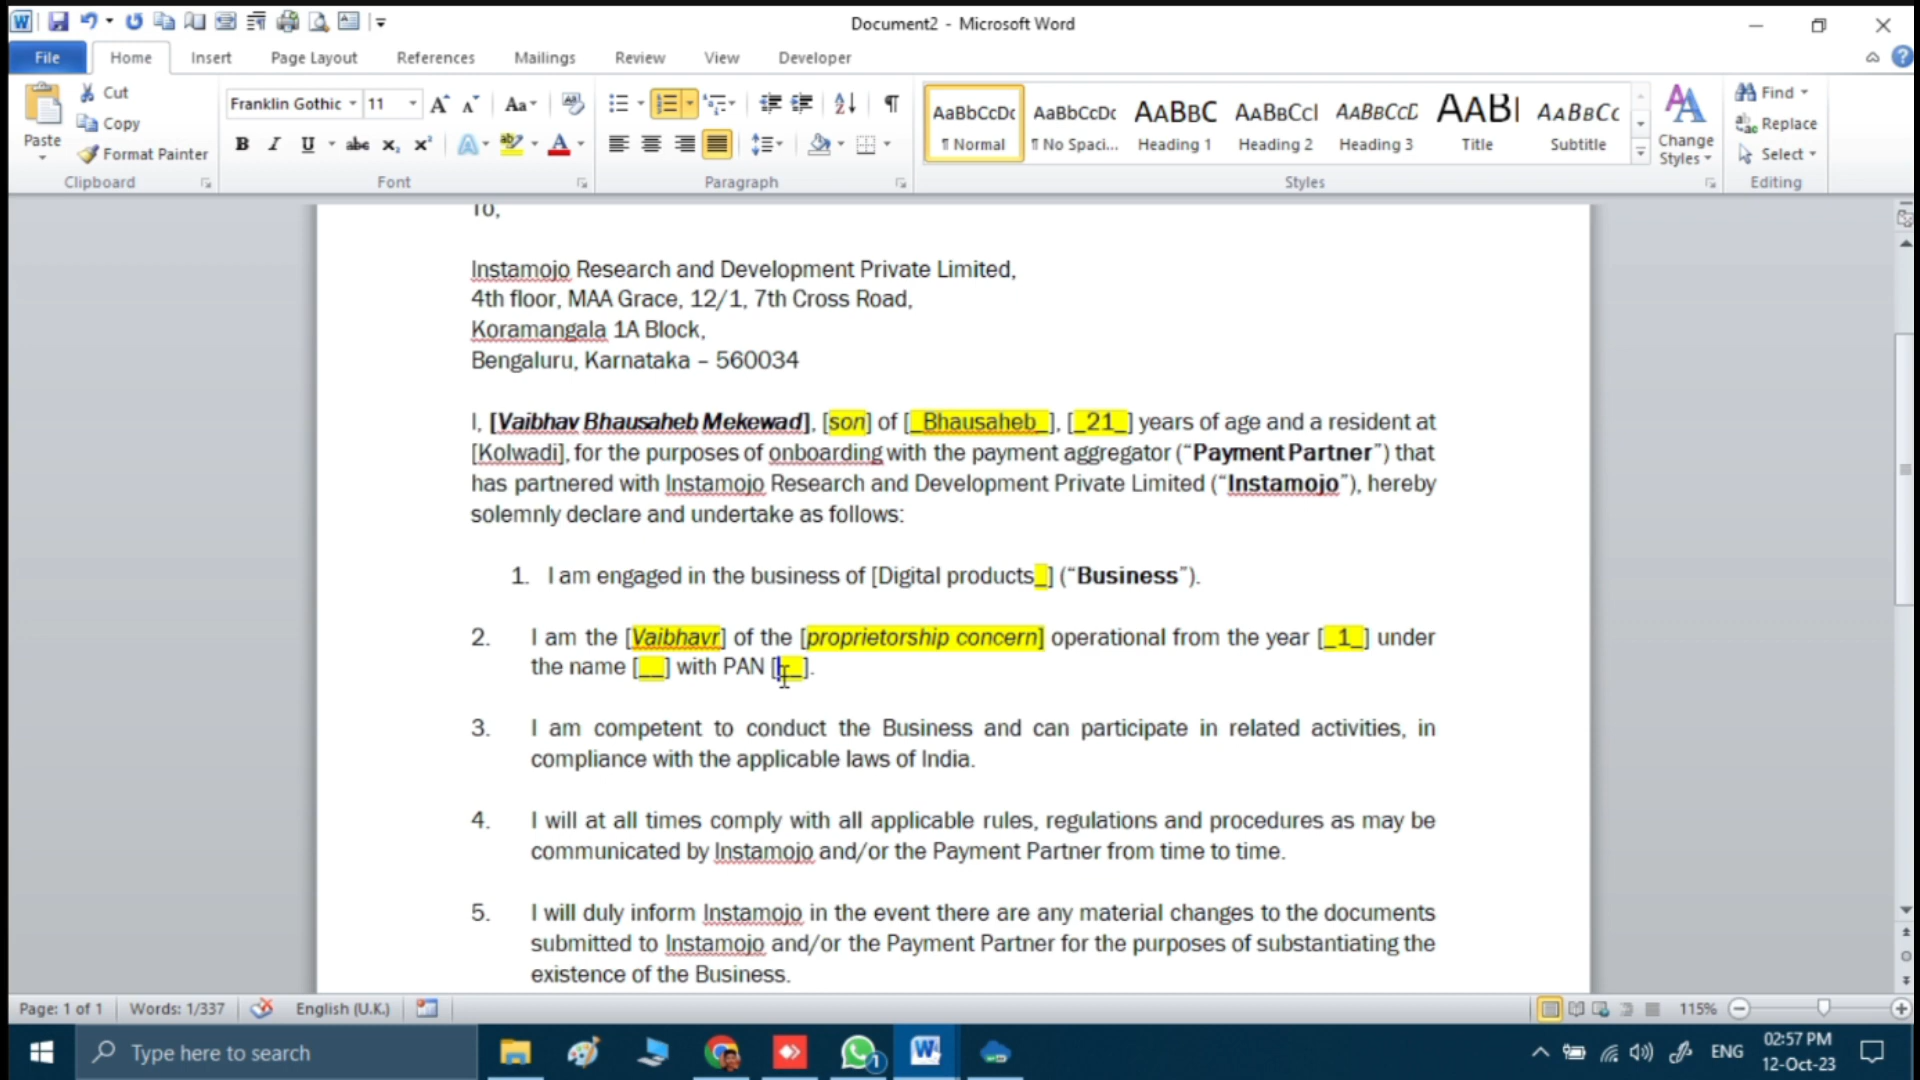 Document2 - Microsoft Word
File Home Insert Page Layout References Mailings Review View Developer
Paste
Cut
Copy
Format Painter
Clipboard
Franklin Gothic 11
Font
Paragraph
AaBbCcDc AaBbCcDc AaBbC AaBbCcI AaBbCcD AaBI AaBbCc
¶ Normal ¶ No Spaci... Heading 1 Heading 2 Heading 3 Title Subtitle
Styles
Change
Styles
Find
Replace
Select
Editing
To,
Instamojo Research and Development Private Limited,
4th floor, MAA Grace, 12/1, 7th Cross Road,
Koramangala 1A Block,
Bengaluru, Karnataka – 560034
I, [Vaibhav Bhausaheb Mekewad], [son] of [_Bhausaheb_], [_21_] years of age and a resident at
[Kolwadi], for the purposes of onboarding with the payment aggregator (“Payment Partner”) that
has partnered with Instamojo Research and Development Private Limited (“Instamojo”), hereby
solemnly declare and undertake as follows:
1. I am engaged in the business of [Digital products_] (“Business”).
2. I am the [Vaibhavr] of the [proprietorship concern] operational from the year [_1_] under
the name [__] with PAN [__].
3. I am competent to conduct the Business and can participate in related activities, in
compliance with the applicable laws of India.
4. I will at all times comply with all applicable rules, regulations and procedures as may be
communicated by Instamojo and/or the Payment Partner from time to time.
5. I will duly inform Instamojo in the event there are any material changes to the documents
submitted to Instamojo and/or the Payment Partner for the purposes of substantiating the
existence of the Business.
Page: 1 of 1 Words: 1/337 English (U.K.) 115%
Type here to search
1
ENG
02:57 PM
12-Oct-23